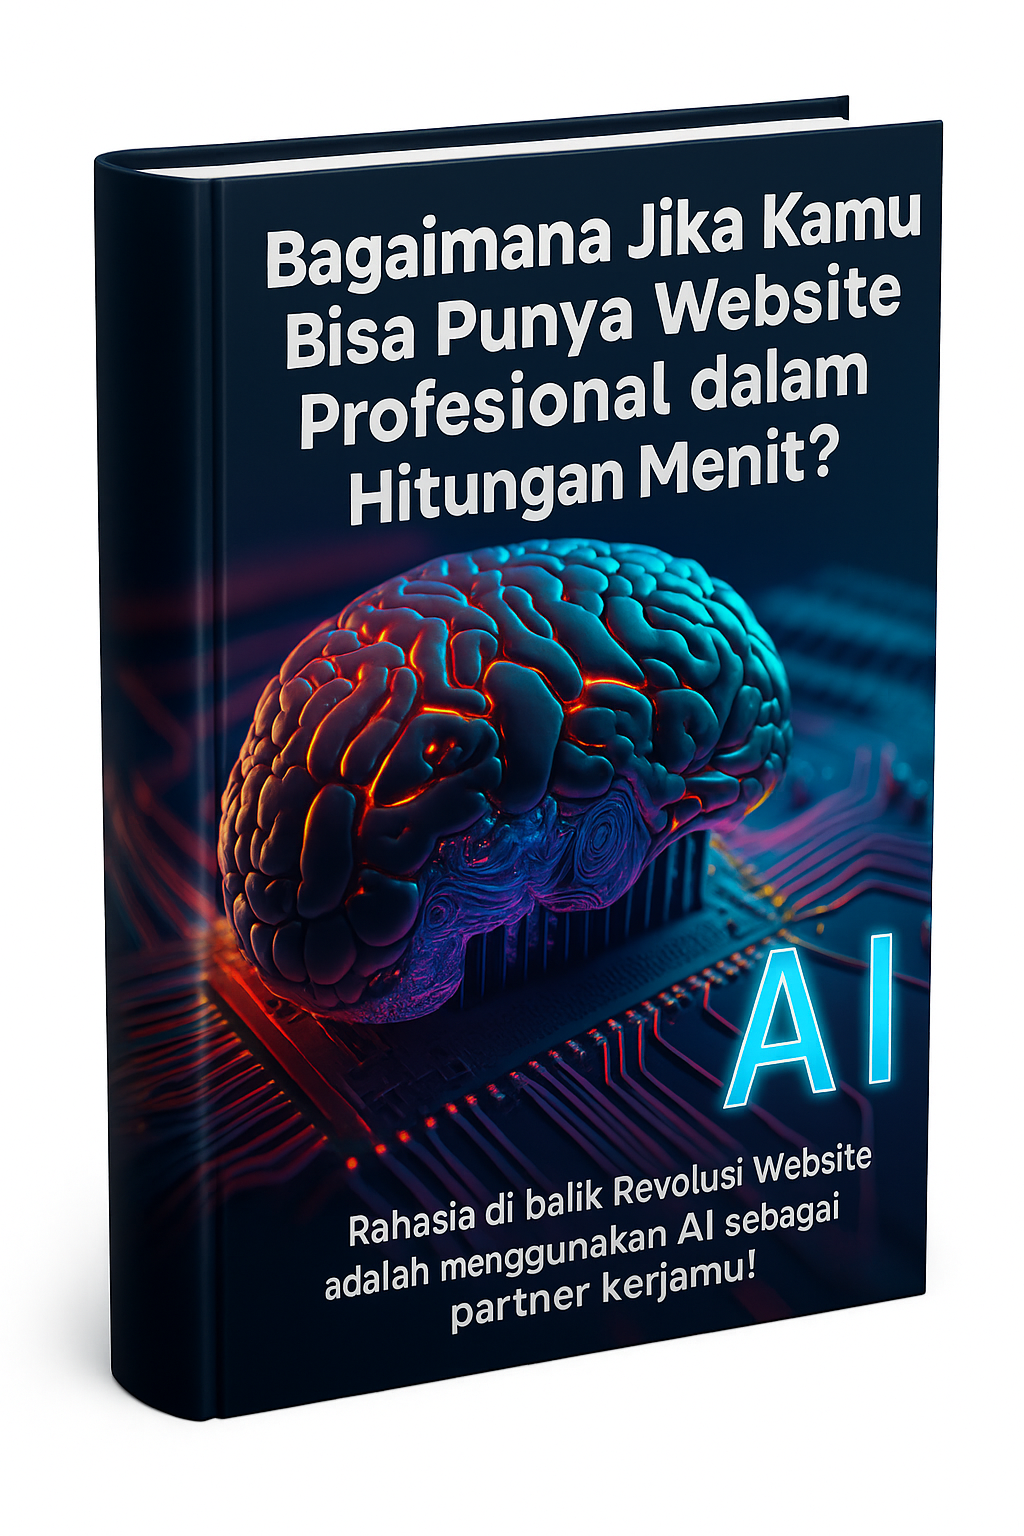 Bagaimana Jika Kamu
Bisa Punya Website
Profesional dalam
Hitungan Menit?
AI
Rahasia di balik Revolusi Website
adalah menggunakan AI sebagai
partner kerjamu!